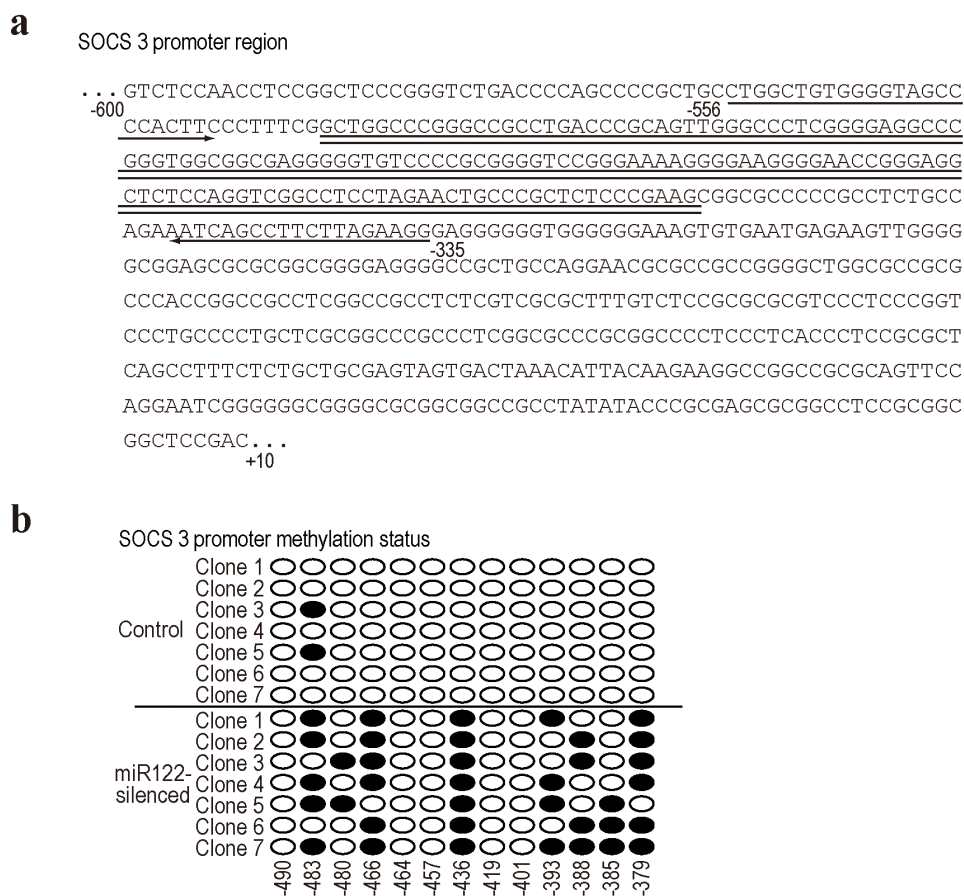 a
SOCS 3 promoter region
...GTCTCCAACCTCCGGCTCCCGGGTCTGACCCCAGCCCCGCTGCCTGGCTGTGGGGTAGCC
-600 -556
CCACTTCCCTTTCGGCTGGCCCGGGCCGCCTGACCCGCAGTTGGGCCCTCGGGGAGGCCC
GGGTGGCGGCGAGGGGGTGTCCCCGCGGGGTCCGGGAAAAGGGGAAGGGGAACCGGGAGG
CTCTCCAGGTCGGCCTCCTAGAACTGCCCGCTCTCCCGAAGCGGCGCCCCCGCCTCTGCC
AGAAATCAGCCTTCTTAGAAGGGAGGGGGGTGGGGGGAAAGTGTGAATGAGAAGTTGGGG
-335
GCGGAGCGCGCGGCGGGGAGGGGCCGCTGCCAGGAACGCGCCGCCGGGGCTGGCGCCGCG
CCCACCGGCCGCCTCGGCCGCCTCTCGTCGCGCTTTGTCTCCGCGCGCGTCCCTCCCGGT
CCCTGCCCCTGCTCGCGGCCCGCCCTCGGCGCCCGCGGCCCCTCCCTCACCCTCCGCGCT
CAGCCTTTCTCTGCTGCGAGTAGTGACTAAACATTACAAGAAGGCCGGCCGCGCAGTTCC
AGGAATCGGGGGGCGGGGCGCGGCGGCCGCCTATATACCCGCGAGCGCGGCCTCCGCGGC
GGCTCCGAC...
+10
b
SOCS 3 promoter methylation status
Control
Clone 1
Clone 2
Clone 3
Clone 4
Clone 5
Clone 6
Clone 7
miR122-
silenced
Clone 1
Clone 2
Clone 3
Clone 4
Clone 5
Clone 6
Clone 7
-490 -483 -480 -466 -464 -457 -436 -419 -401 -393 -388 -385 -379